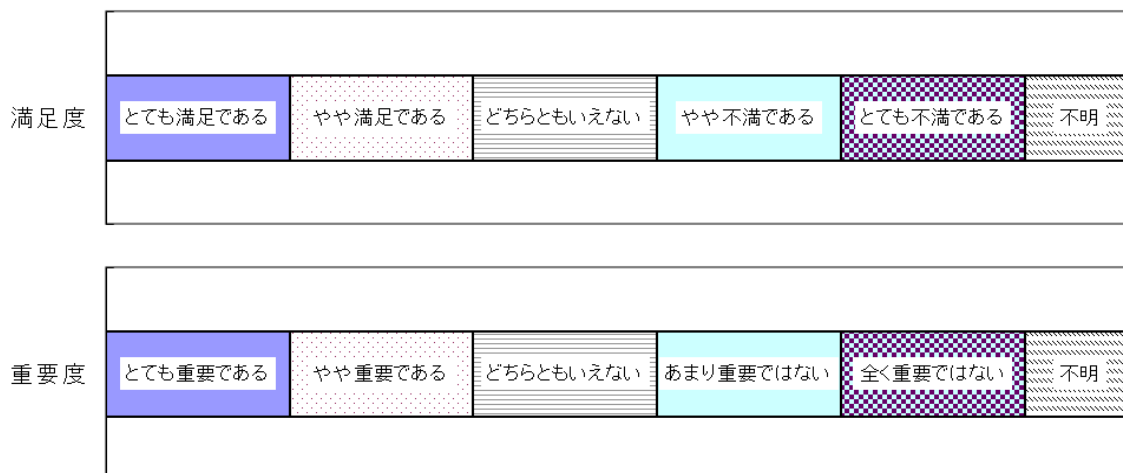 満足度 とても満足である やや満足である どちらともいえない やや不満である とても不満である 不明
重要度 とても重要である やや重要である どちらともいえない あまり重要ではない 全く重要ではない 不明